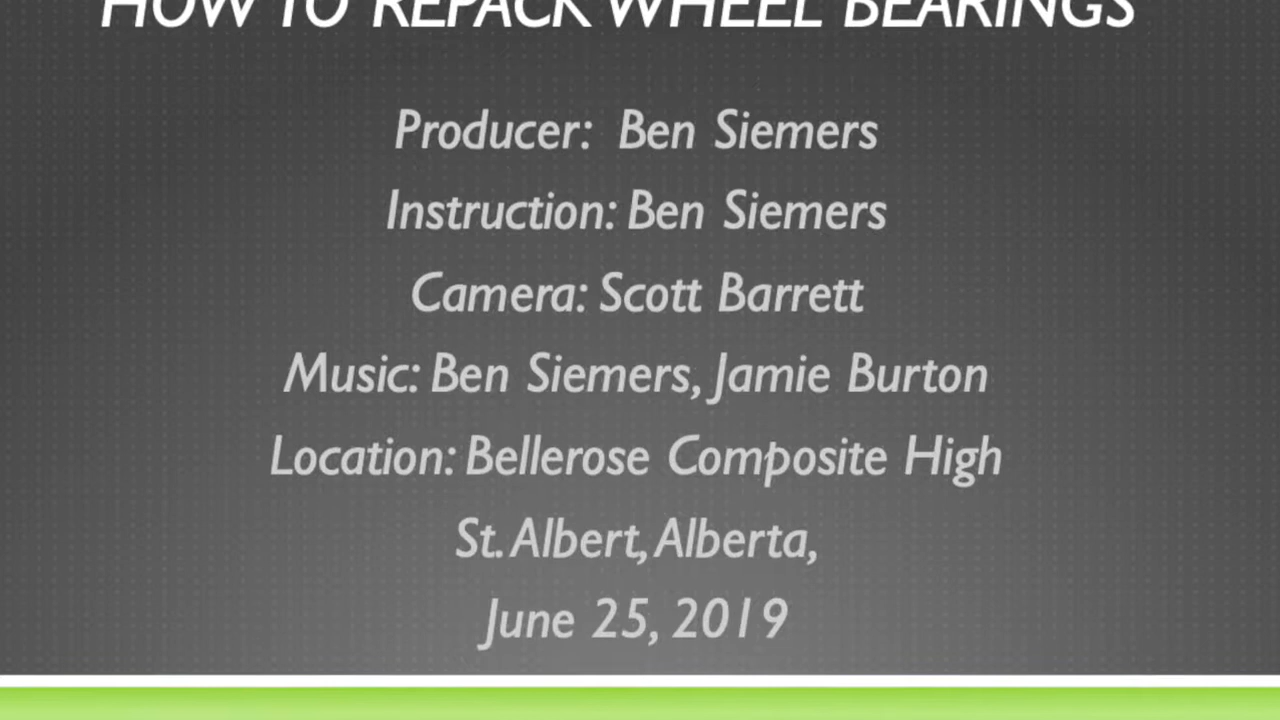 HOW TO REPACK WHEEL BEARINGS
Producer: Ben Siemers
Instruction: Ben Siemers
Camera: Scott Barrett
Music: Ben Siemers, Jamie Burton
Location: Bellerose Composite High
St. Albert, Alberta,
June 25, 2019